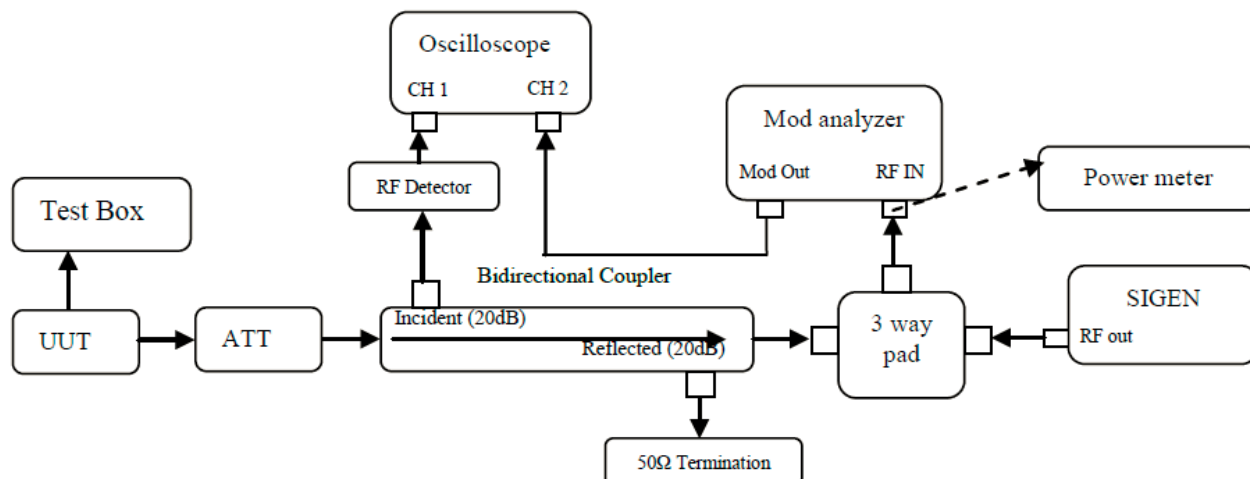 Oscilloscope
CH 1
CH 2
Mod analyzer
Mod Out
RF IN
Power meter
RF Detector
Test Box
Bidirectional Coupler
SIGEN
RF out
UUT
ATT
Incident (20dB)
Reflected (20dB)
3 way
pad
50Ω Termination